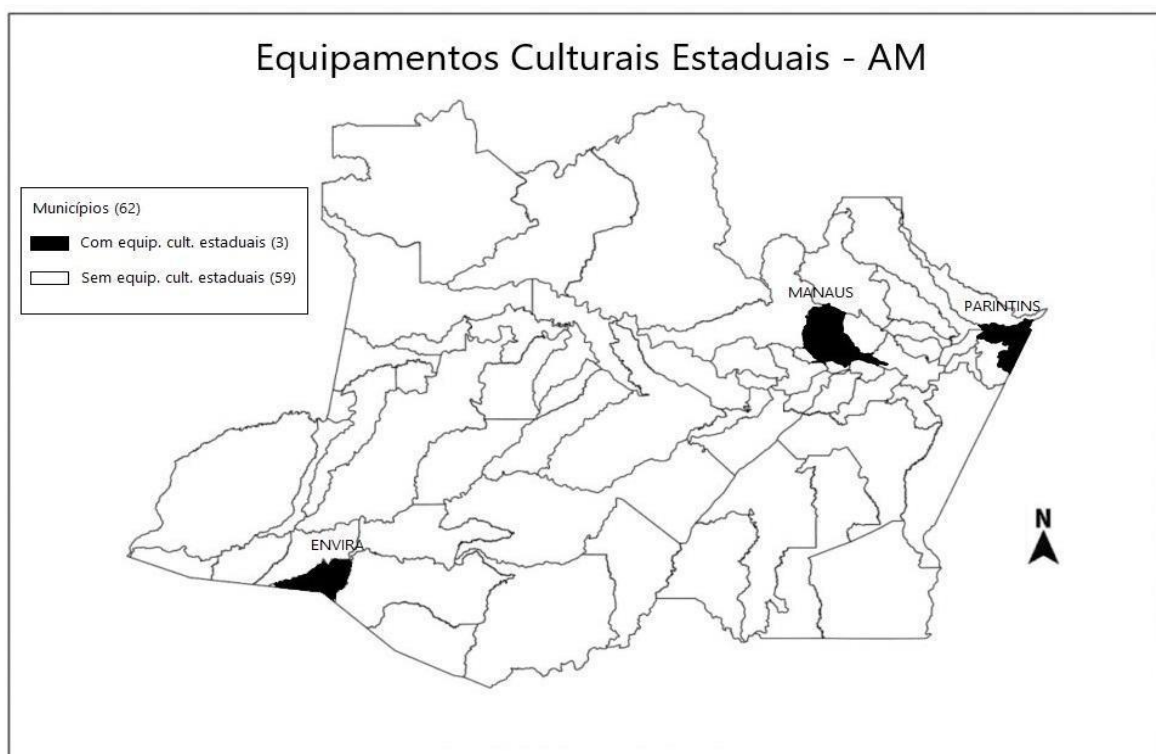 Equipamentos Culturais Estaduais - AM
Municípios (62)
Com equip. cult. estaduais (3)
Sem equip. cult. estaduais (59)
MANAUS
PARINTINS
ENVIRA
N